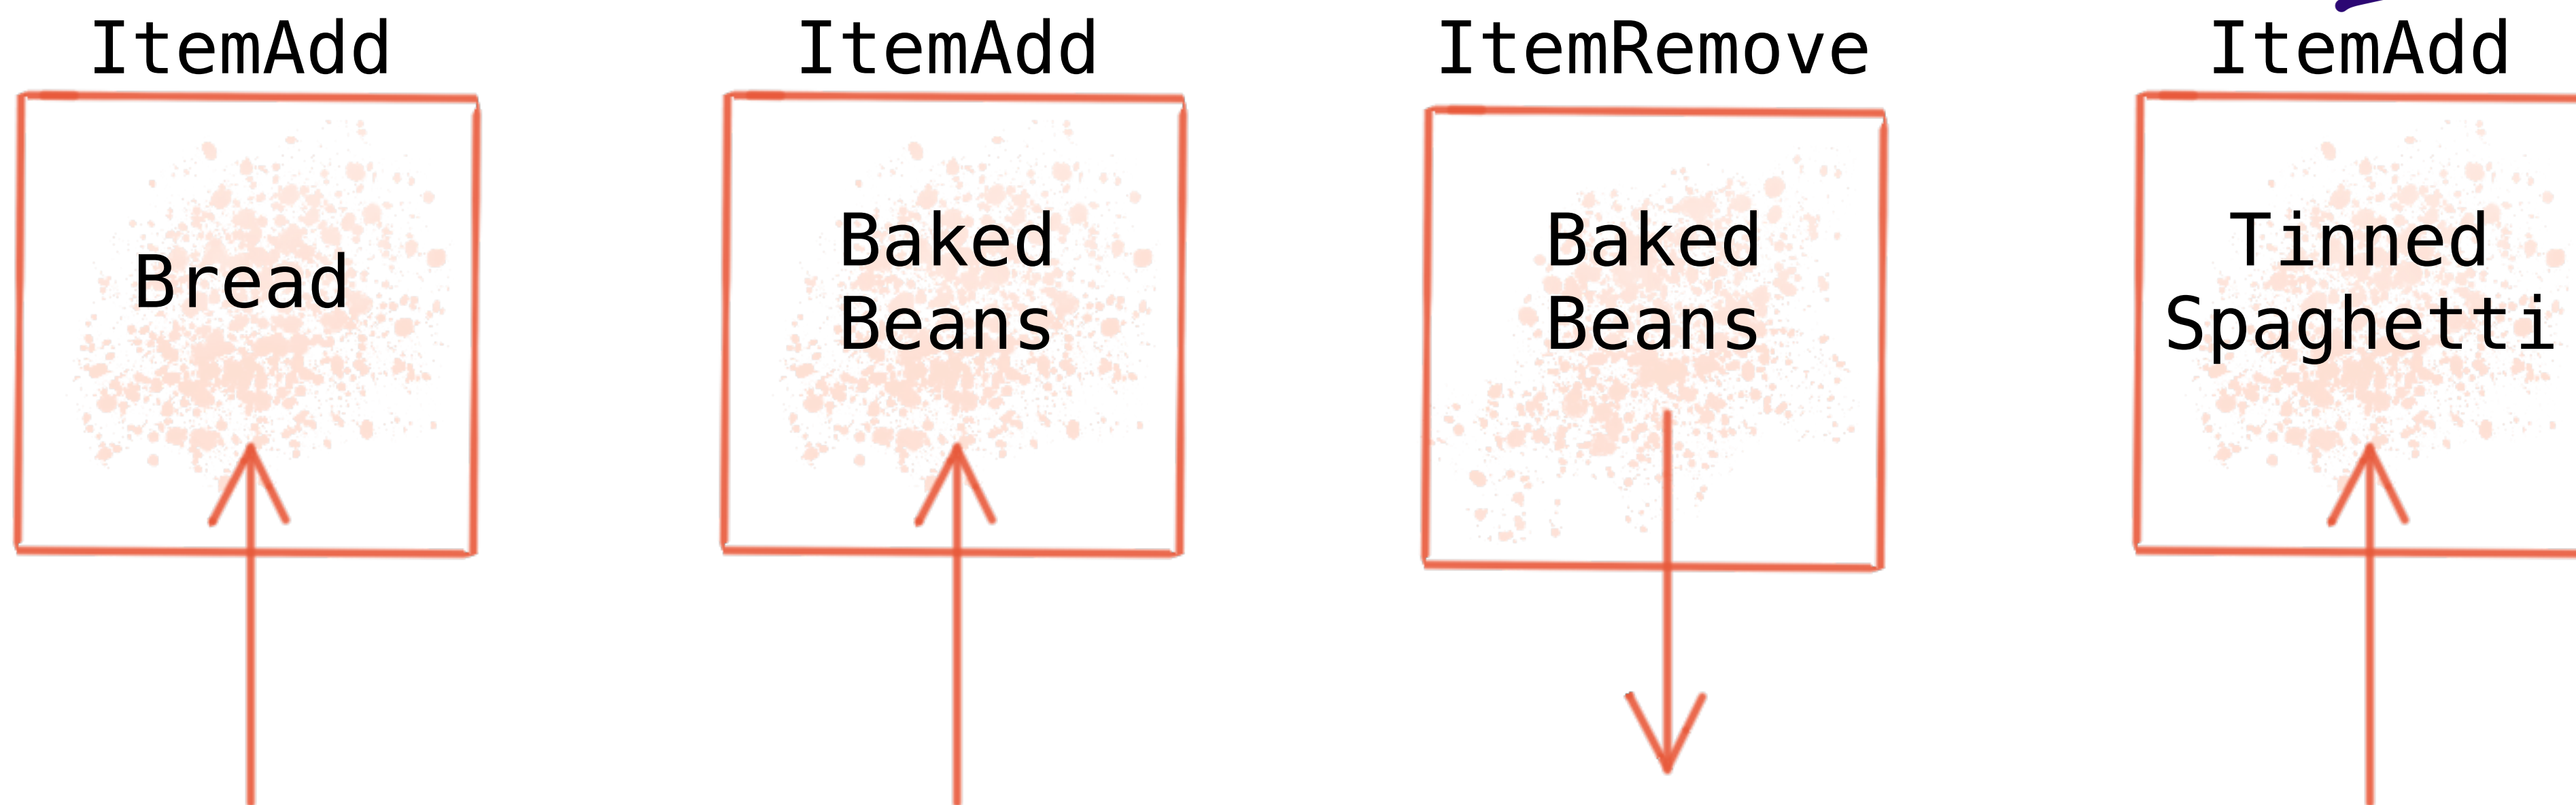 ItemAdd
Bread
ItemAdd
Baked
Beans
ItemRemove
Baked
Beans
ItemAdd
Tinned
Spaghetti